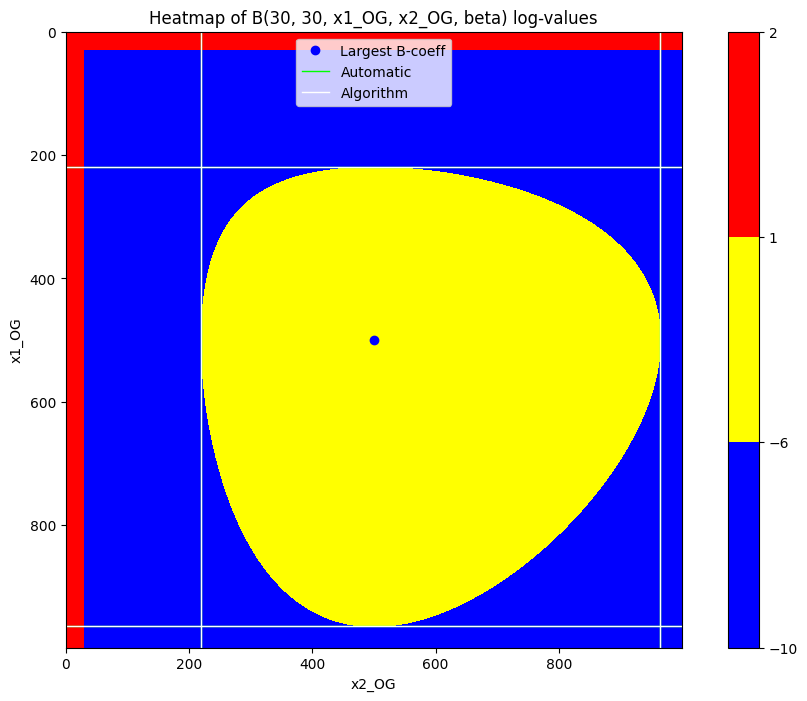 Heatmap of B(30, 30, x1_OG, x2_OG, beta) log-values
Largest B-coeff
Automatic
Algorithm
0
200
400
600
800
x1_OG
0
200
400
600
800
x2_OG
2
1
−6
−10